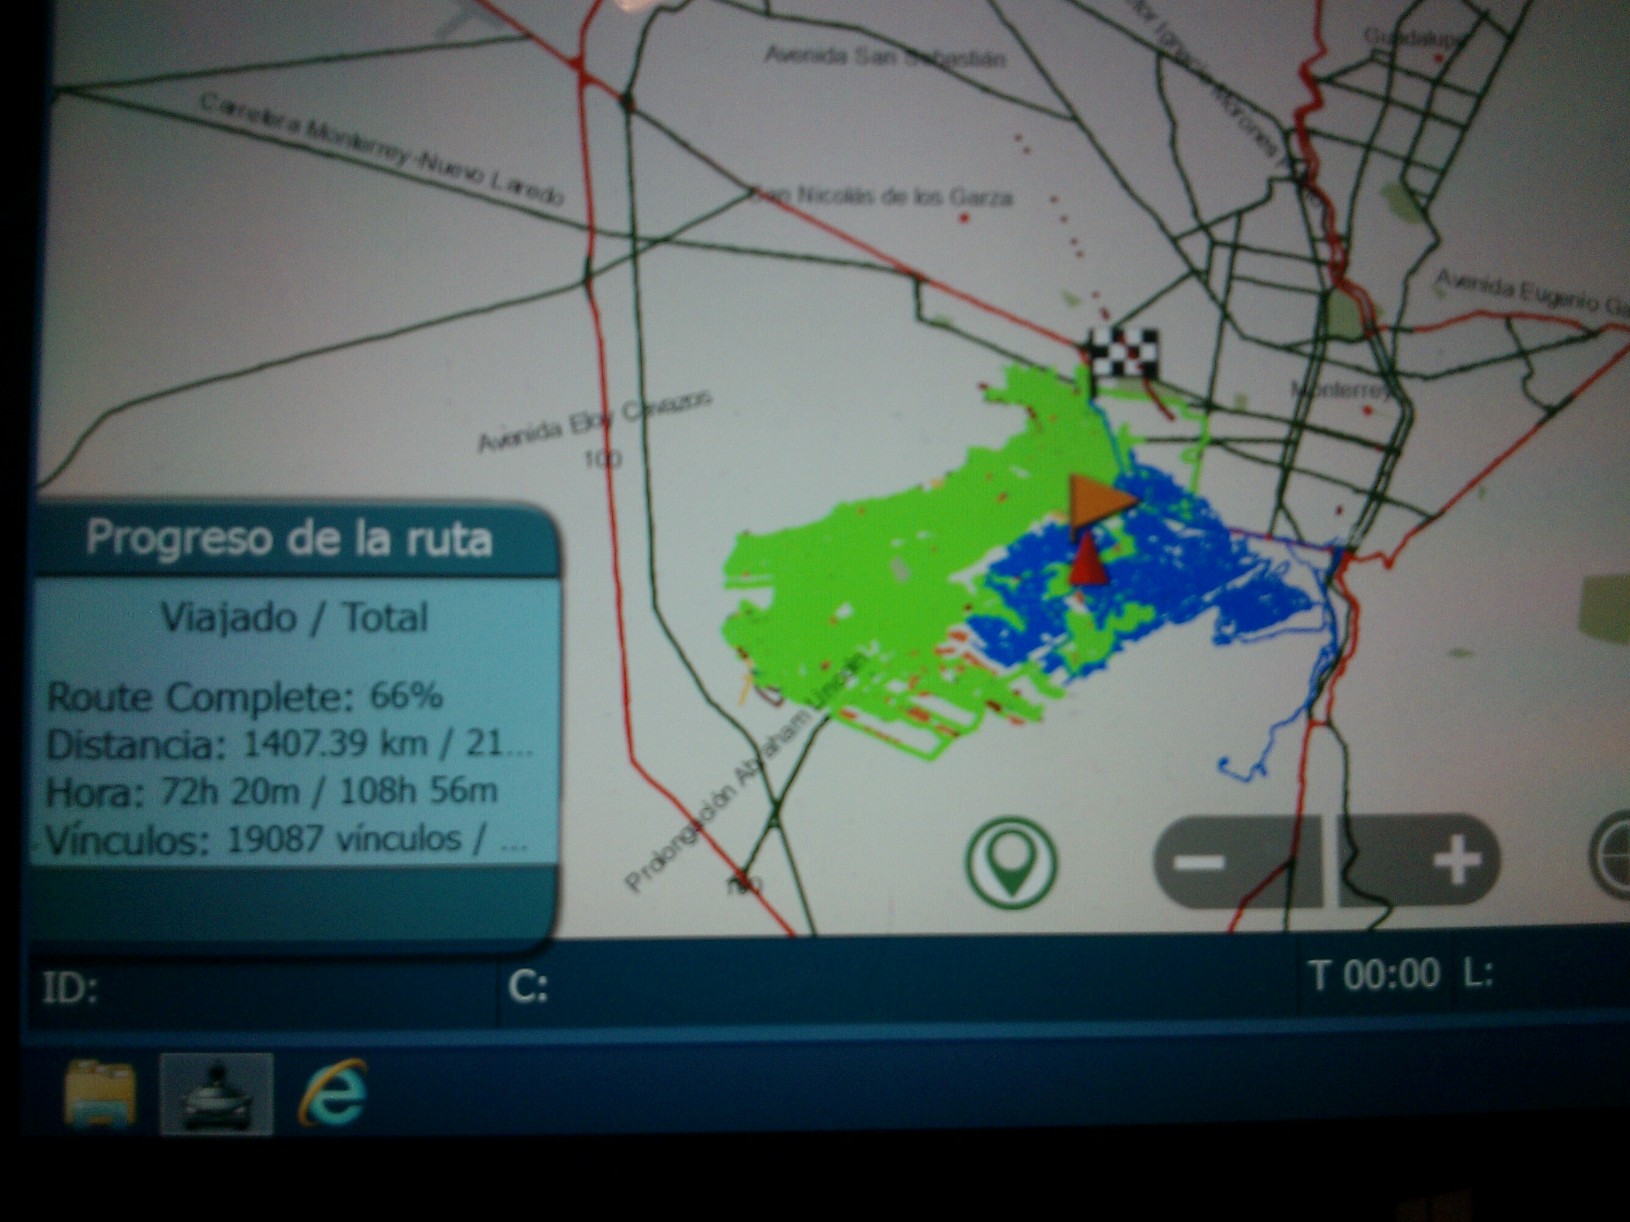 Guadalupe
Avenida San Sebastián
Carretera Monterrey-Nuevo Laredo
Ignacio Morones P
San Nicolás de los Garza
Avenida Eugenio Ga
Monterrey
Avenida Eloy Cavazos
100
Prolongación Abraham Lincoln
Progreso de la ruta
Viajado / Total
Route Complete: 66%
Distancia: 1407.39 km / 21...
Hora: 72h 20m / 108h 56m
Vínculos: 19087 vínculos / ...
ID:
C:
T 00:00
L: